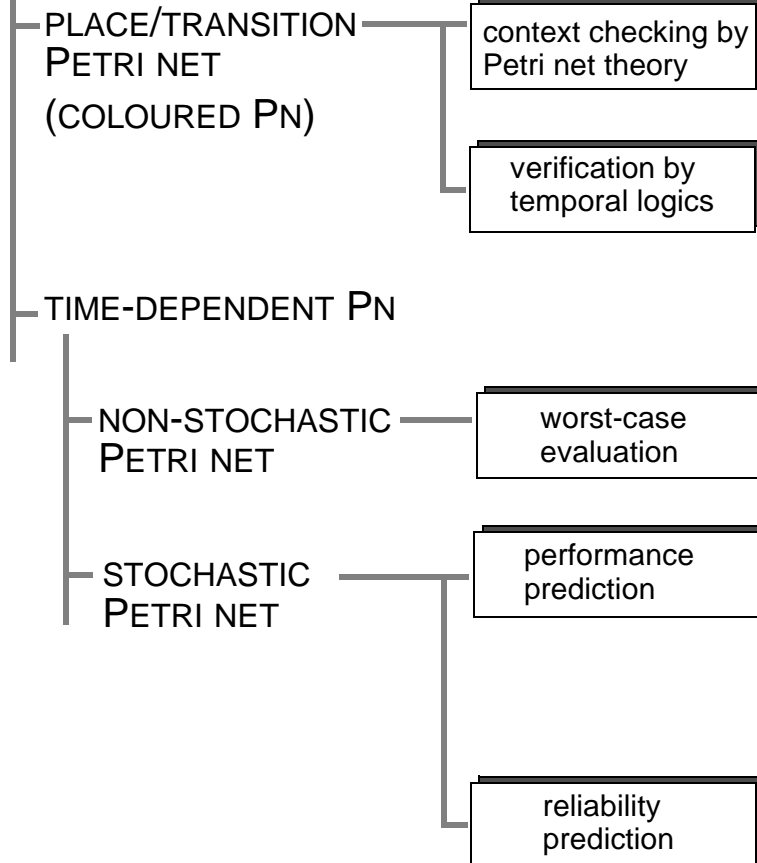 PLACE/TRANSITION
PETRI NET
(COLOURED PN)
context checking by
Petri net theory
verification by
temporal logics
TIME-DEPENDENT PN
NON-STOCHASTIC
PETRI NET
worst-case
evaluation
STOCHASTIC
PETRI NET
performance
prediction
reliability
prediction